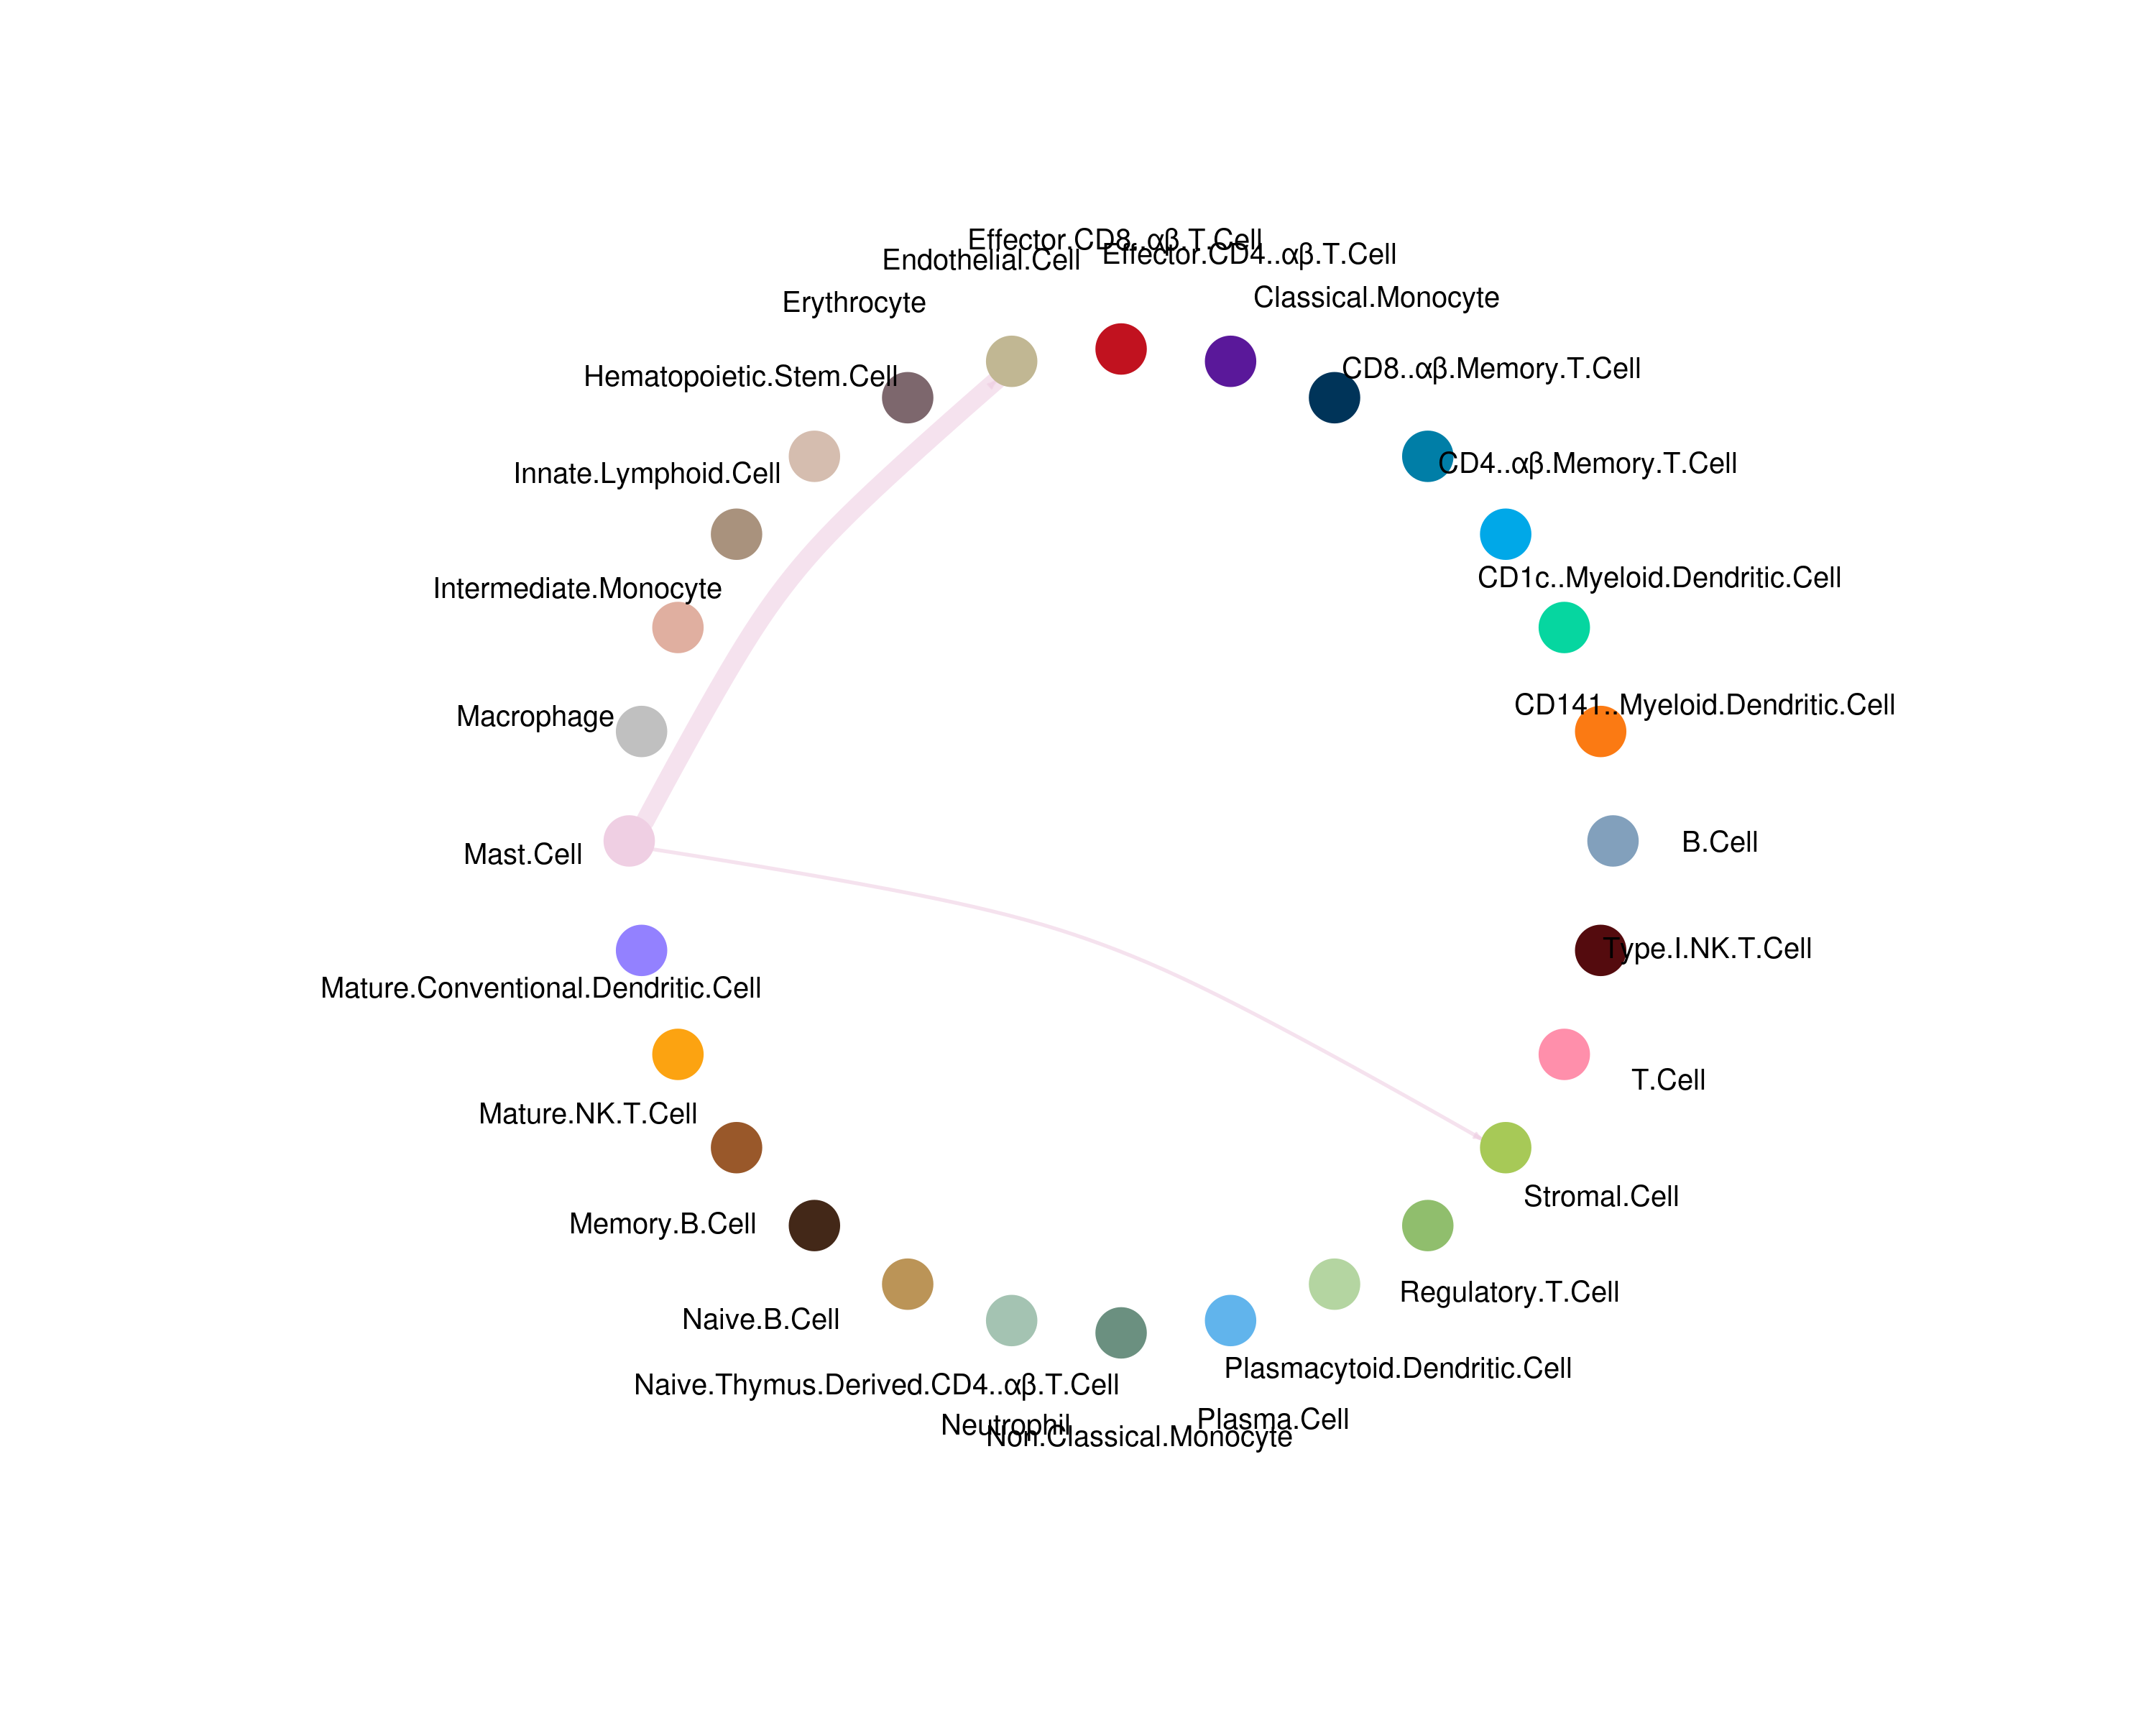 Effector.CD8..αβ.T.Cell
Effector.CD4..αβ.T.Cell
Endothelial.Cell
Classical.Monocyte
Erythrocyte
CD8..αβ.Memory.T.Cell
Hematopoietic.Stem.Cell
CD4..αβ.Memory.T.Cell
Innate.Lymphoid.Cell
CD1c..Myeloid.Dendritic.Cell
Intermediate.Monocyte
CD141..Myeloid.Dendritic.Cell
Macrophage
B.Cell
Mast.Cell
Type.I.NK.T.Cell
Mature.Conventional.Dendritic.Cell
T.Cell
Mature.NK.T.Cell
Stromal.Cell
Memory.B.Cell
Regulatory.T.Cell
Naive.B.Cell
Plasmacytoid.Dendritic.Cell
Naive.Thymus.Derived.CD4..αβ.T.Cell
Plasma.Cell
Neutrophil
Non.Classical.Monocyte